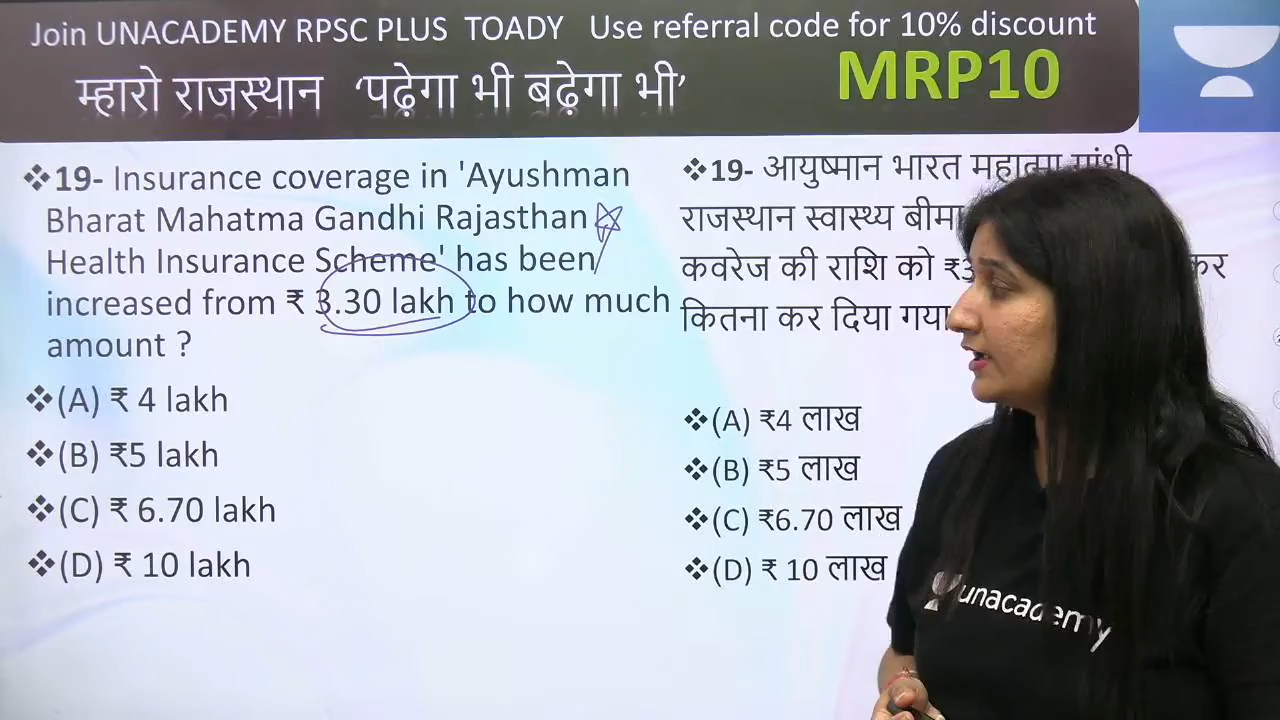 Join UNACADEMY RPSC PLUS TOADY Use referral code for 10% discount
म्हारो राजस्थान ‘पढ़ेगा भी बढ़ेगा भी’ MRP10
❖19- Insurance coverage in 'Ayushman
Bharat Mahatma Gandhi Rajasthan
Health Insurance Scheme' has been
increased from ₹ 3.30 lakh to how much
amount ?
❖(A) ₹ 4 lakh
❖(B) ₹5 lakh
❖(C) ₹ 6.70 lakh
❖(D) ₹ 10 lakh
❖19- आयुष्मान भारत महात्मा गांधी
राजस्थान स्वास्थ्य बीमा
कवरेज की राशि को ₹3 कर
कितना कर दिया गया
❖(A) ₹4 लाख
❖(B) ₹5 लाख
❖(C) ₹6.70 लाख
❖(D) ₹ 10 लाख
unacademy